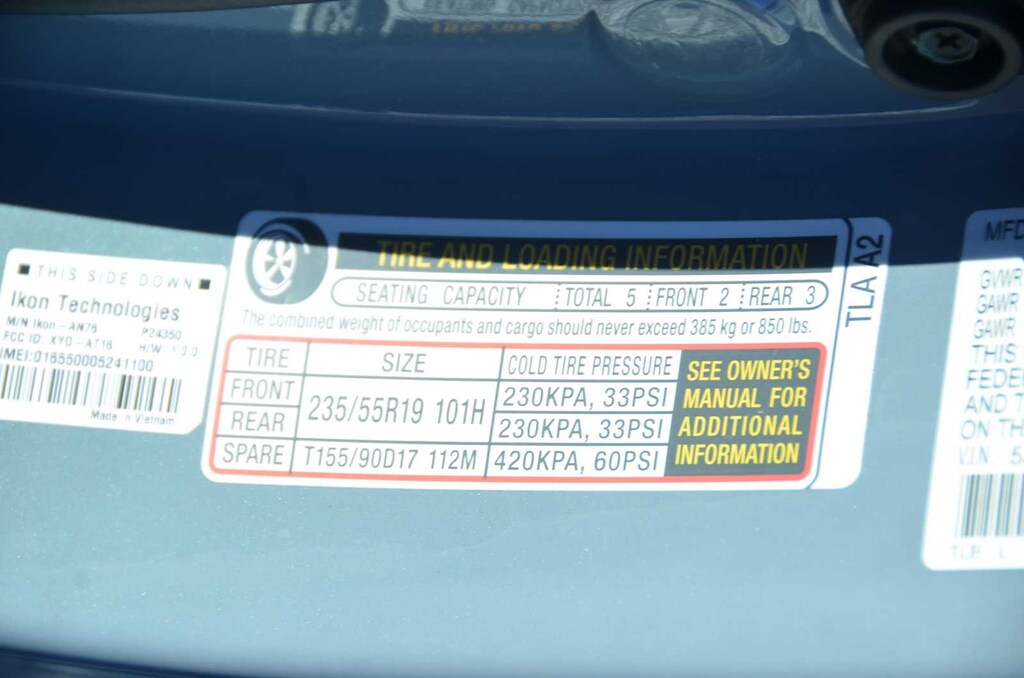 THIS SIDE DOWN
Ikon Technologies
M/N: Ikon-AN76 P24350
FCC ID: XYO-AT16 H/W 1.3.0
IMEI:016550005241100
Made in Vietnam
TIRE AND LOADING INFORMATION
SEATING CAPACITY TOTAL 5 FRONT 2 REAR 3
The combined weight of occupants and cargo should never exceed 385 kg or 850 lbs.
TIRE SIZE COLD TIRE PRESSURE
FRONT 235/55R19 101H 230KPA, 33PSI
REAR 230KPA, 33PSI
SPARE T155/90D17 112M 420KPA, 60PSI
SEE OWNER'S
MANUAL FOR
ADDITIONAL
INFORMATION
TLA A2
MFD
GVWR
GAWR
GAWR
THIS
FEDE
AND T
ON TH
V.I.N. 5
TLB L